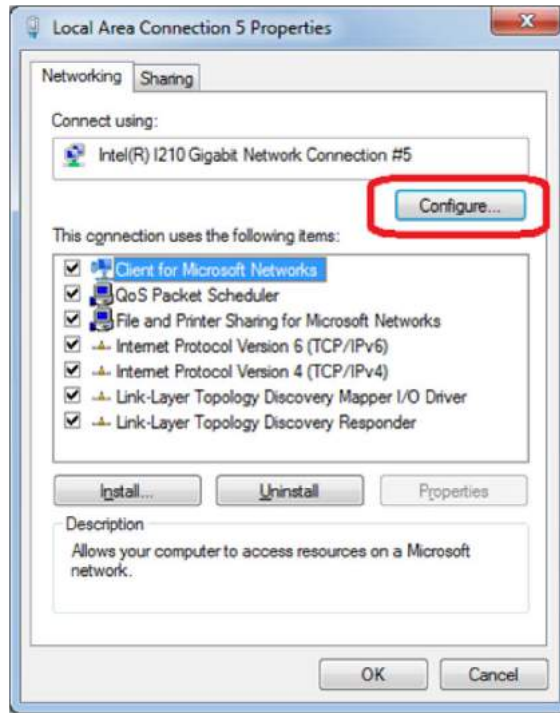 Local Area Connection 5 Properties
Networking Sharing
Connect using:
Intel(R) I210 Gigabit Network Connection #5
Configure...
This connection uses the following items:
Client for Microsoft Networks
QoS Packet Scheduler
File and Printer Sharing for Microsoft Networks
Internet Protocol Version 6 (TCP/IPv6)
Internet Protocol Version 4 (TCP/IPv4)
Link-Layer Topology Discovery Mapper I/O Driver
Link-Layer Topology Discovery Responder
Install... Uninstall Properties
Description
Allows your computer to access resources on a Microsoft
network.
OK Cancel